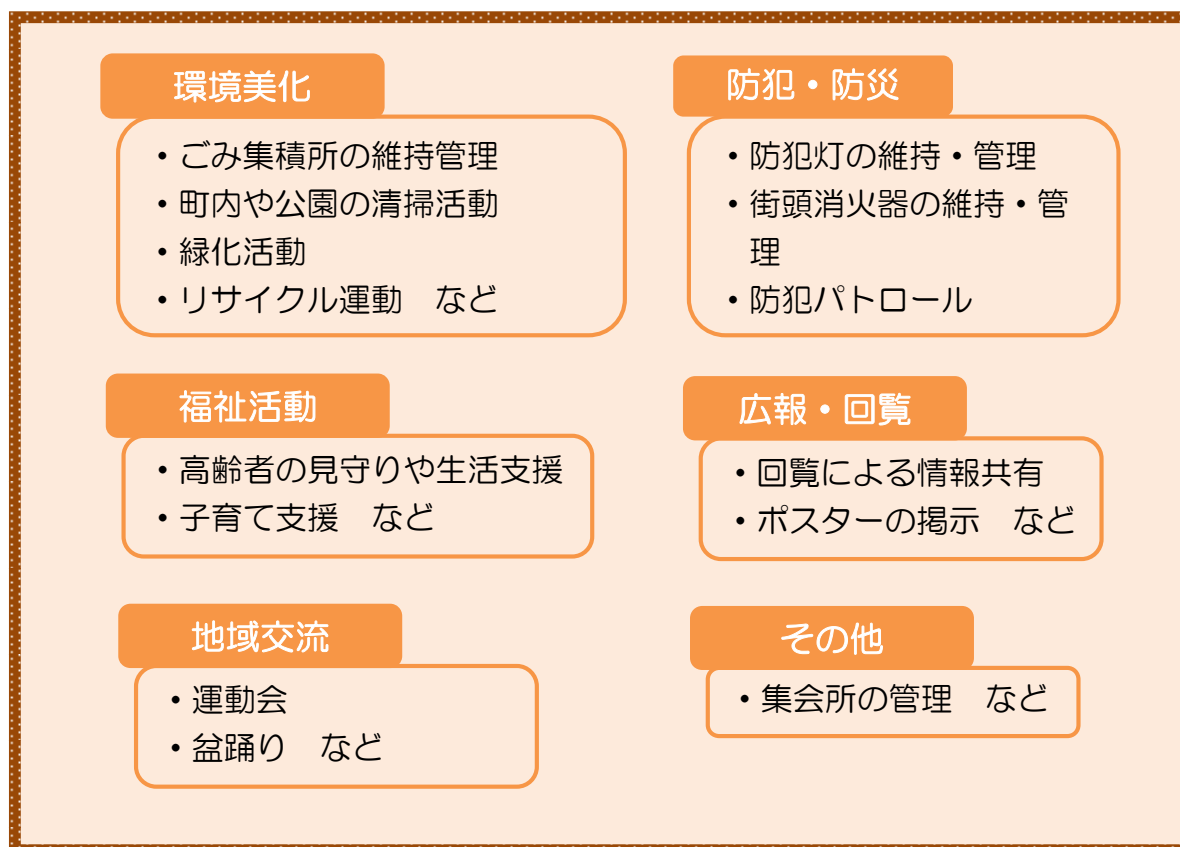 環境美化
・ごみ集積所の維持管理
・町内や公園の清掃活動
・緑化活動
・リサイクル運動　など
防犯・防災
・防犯灯の維持・管理
・街頭消火器の維持・管
理
・防犯パトロール
福祉活動
・高齢者の見守りや生活支援
・子育て支援　など
広報・回覧
・回覧による情報共有
・ポスターの掲示　など
地域交流
・運動会
・盆踊り　など
その他
・集会所の管理　など